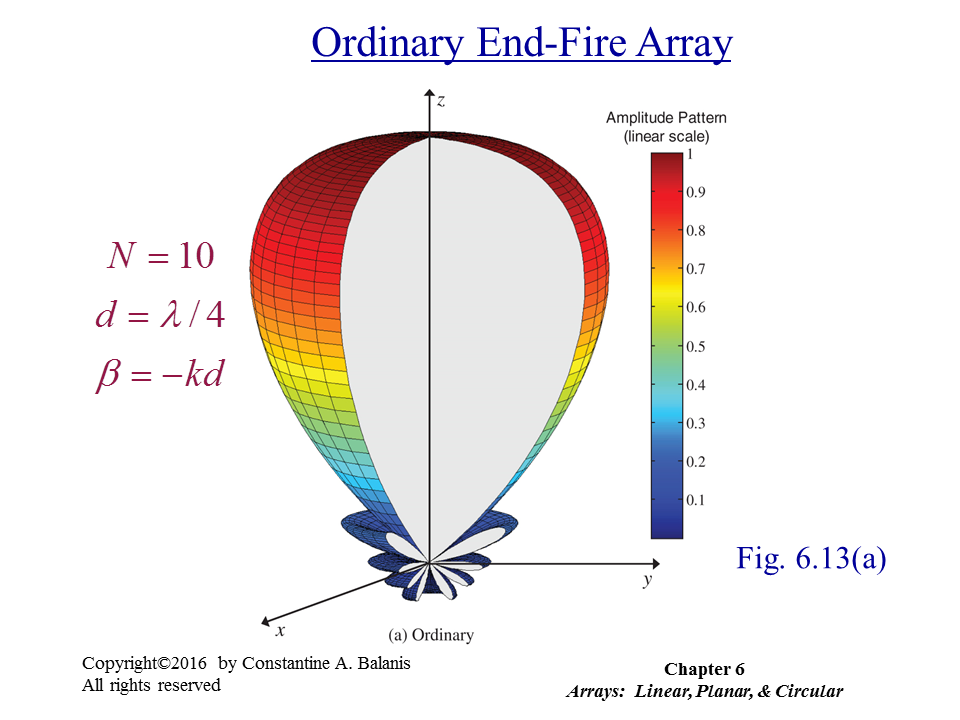 Ordinary End-Fire Array
z
Amplitude Pattern
(linear scale)
1
0.9
0.8
0.7
0.6
0.5
0.4
0.3
0.2
0.1
N = 10
d = λ / 4
β = −kd
Fig. 6.13(a)
y
x
(a) Ordinary
Copyright©2016 by Constantine A. Balanis
All rights reserved
Chapter 6
Arrays: Linear, Planar, & Circular